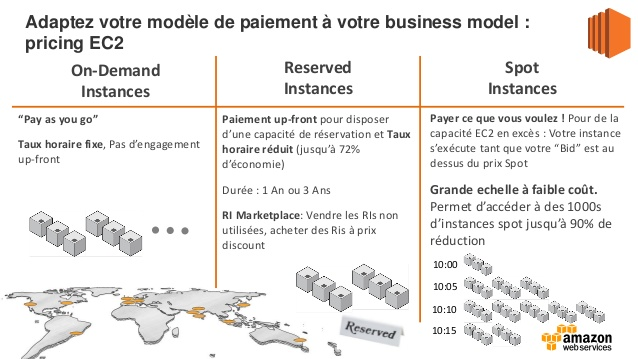 Adaptez votre modèle de paiement à votre business model :
pricing EC2
On-Demand
Instances
“Pay as you go”
Taux horaire fixe, Pas d’engagement
up-front
Reserved
Instances
Paiement up-front pour disposer
d’une capacité de réservation et Taux
horaire réduit (jusqu’à 72%
d’économie)
Durée : 1 An ou 3 Ans
RI Marketplace: Vendre les RIs non
utilisées, acheter des Ris à prix
discount
Reserved
Spot
Instances
Payer ce que vous voulez ! Pour de la
capacité EC2 en excès : Votre instance
s’exécute tant que votre “Bid” est au
dessus du prix Spot
Grande echelle à faible coût.
Permet d’accéder à des 1000s
d’instances spot jusqu’à 90% de
réduction
10:00
10:05
10:10
10:15
amazon
web services